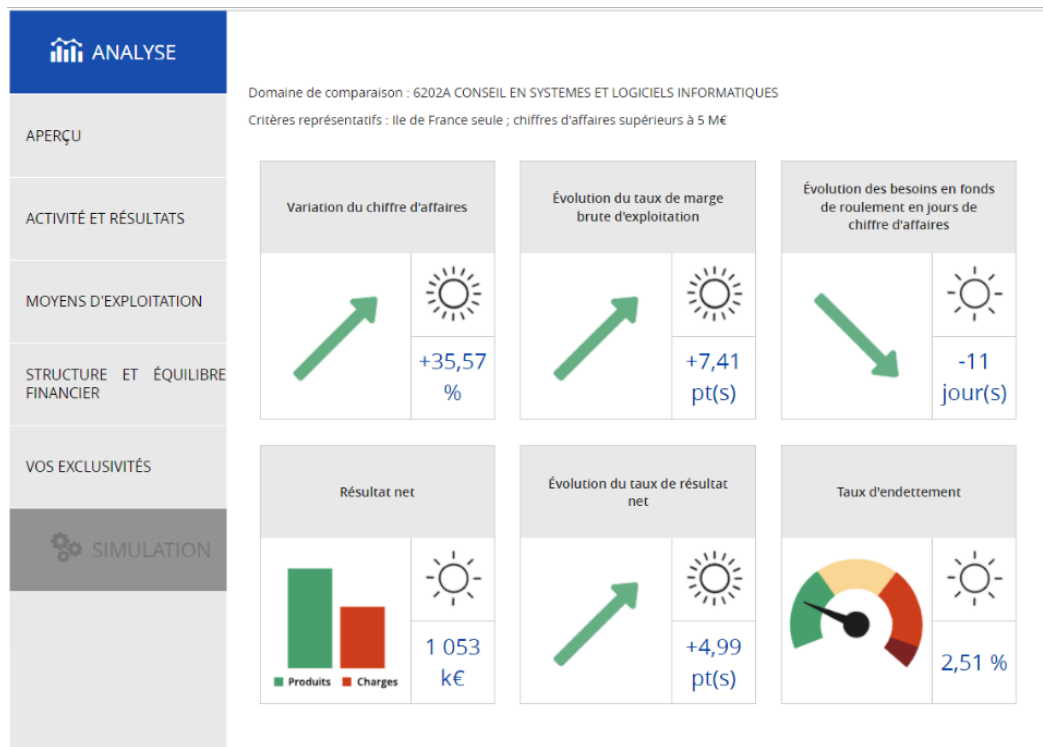 ANALYSE
APERÇU
ACTIVITÉ ET RÉSULTATS
MOYENS D'EXPLOITATION
STRUCTURE ET ÉQUILIBRE
FINANCIER
VOS EXCLUSIVITÉS
SIMULATION
Domaine de comparaison : 6202A CONSEIL EN SYSTEMES ET LOGICIELS INFORMATIQUES
Critères représentatifs : Ile de France seule ; chiffres d'affaires supérieurs à 5 M€
Variation du chiffre d'affaires
+35,57
%
Évolution du taux de marge
brute d'exploitation
+7,41
pt(s)
Évolution des besoins en fonds
de roulement en jours de
chiffre d'affaires
-11
jour(s)
Résultat net
Produits Charges
1 053
k€
Évolution du taux de résultat
net
+4,99
pt(s)
Taux d'endettement
2,51 %